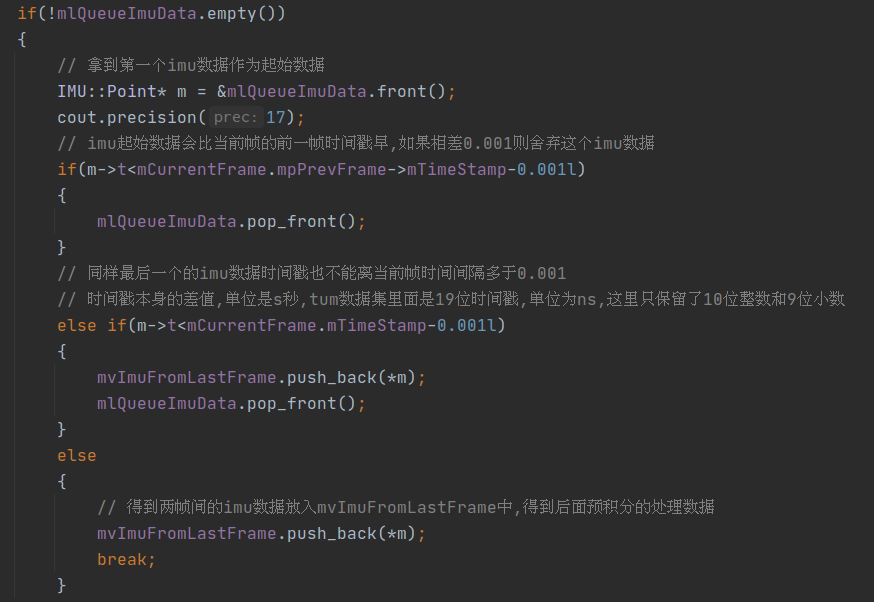 if(!mlQueueImuData.empty())
{
// 拿到第一个imu数据作为起始数据
IMU::Point* m = &mlQueueImuData.front();
cout.precision( prec: 17);
// imu起始数据会比当前帧的前一帧时间戳早,如果相差0.001则舍弃这个imu数据
if(m->t<mCurrentFrame.mpPrevFrame->mTimeStamp-0.001l)
{
mlQueueImuData.pop_front();
}
// 同样最后一个的imu数据时间戳也不能离当前帧时间间隔多于0.001
// 时间戳本身的差值,单位是s秒,tum数据集里面是19位时间戳,单位为ns,这里只保留了10位整数和9位小数
else if(m->t<mCurrentFrame.mTimeStamp-0.001l)
{
mvImuFromLastFrame.push_back(*m);
mlQueueImuData.pop_front();
}
else
{
// 得到两帧间的imu数据放入mvImuFromLastFrame中,得到后面预积分的处理数据
mvImuFromLastFrame.push_back(*m);
break;
}